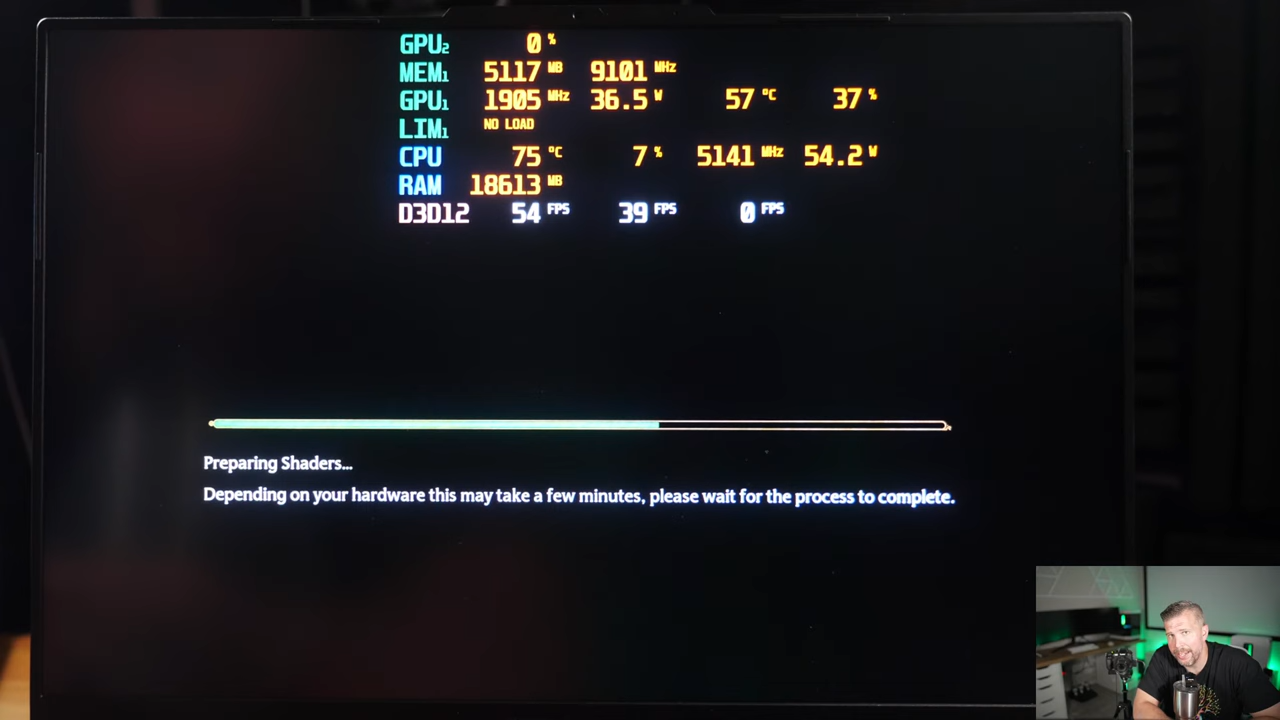 GPU2 0 %
MEM1 5117 MB 9101 MHz
GPU1 1905 MHz 36.5 W 57 °C 37 %
LIM1 NO LOAD
CPU 75 °C 7 % 5141 MHz 54.2 W
RAM 18613 MB
D3D12 54 FPS 39 FPS 0 FPS
Preparing Shaders...
Depending on your hardware this may take a few minutes, please wait for the process to complete.